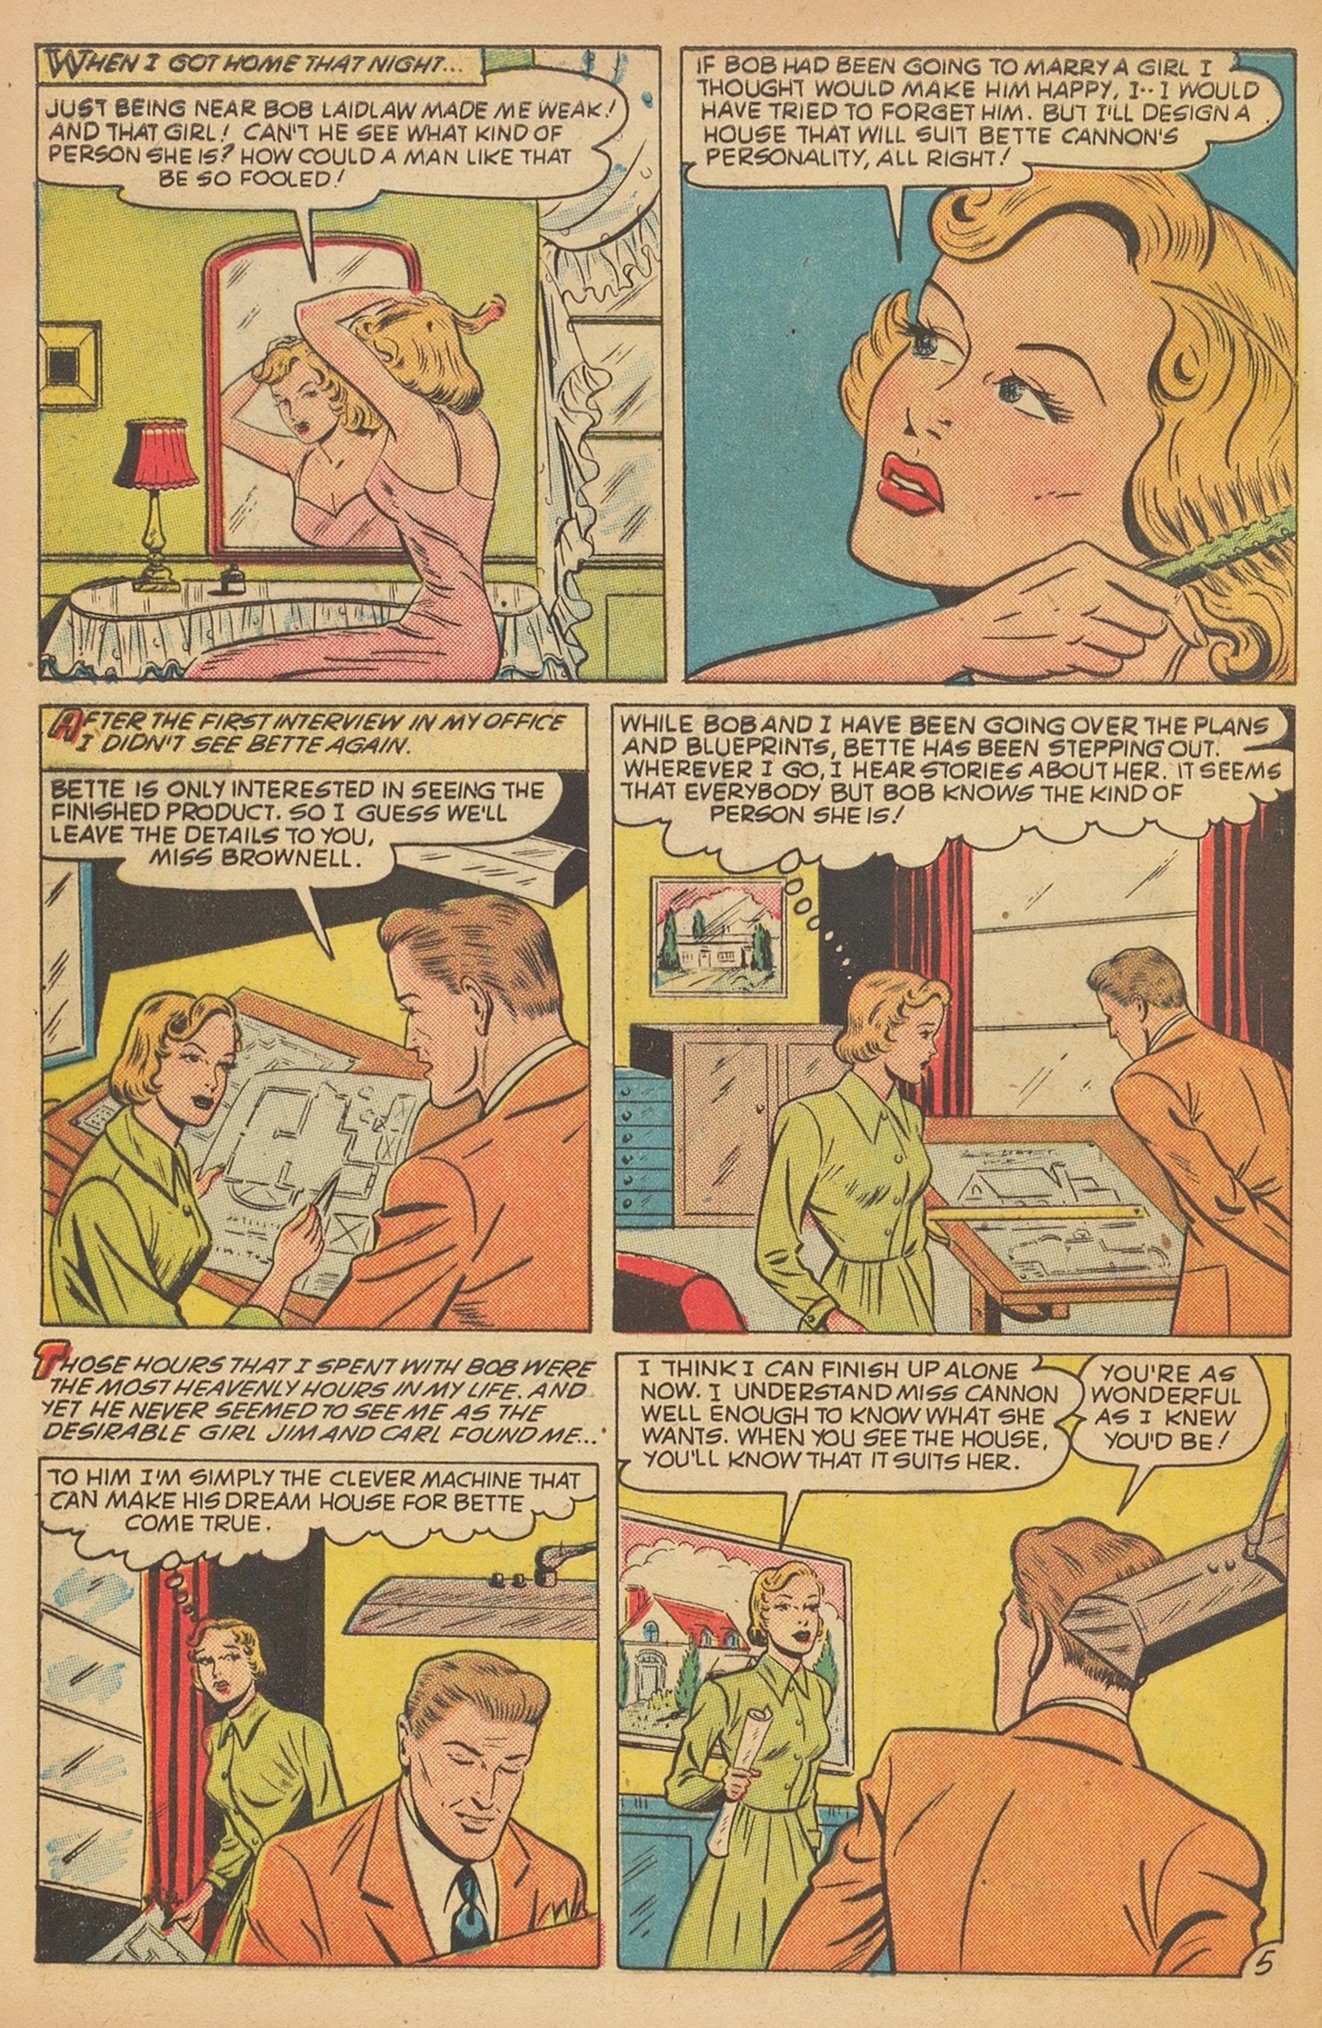 WHEN I GOT HOME THAT NIGHT...
JUST BEING NEAR BOB LAIDLAW MADE ME WEAK!
AND THAT GIRL! CAN'T HE SEE WHAT KIND OF
PERSON SHE IS? HOW COULD A MAN LIKE THAT
BE SO FOOLED!
IF BOB HAD BEEN GOING TO MARRY A GIRL I
THOUGHT WOULD MAKE HIM HAPPY, I-- I WOULD
HAVE TRIED TO FORGET HIM. BUT I'LL DESIGN A
HOUSE THAT WILL SUIT BETTE CANNON'S
PERSONALITY, ALL RIGHT!
AFTER THE FIRST INTERVIEW IN MY OFFICE
I DIDN'T SEE BETTE AGAIN.
BETTE IS ONLY INTERESTED IN SEEING THE
FINISHED PRODUCT. SO I GUESS WE'LL
LEAVE THE DETAILS TO YOU,
MISS BROWNELL.
WHILE BOB AND I HAVE BEEN GOING OVER THE PLANS
AND BLUEPRINTS, BETTE HAS BEEN STEPPING OUT.
WHEREVER I GO, I HEAR STORIES ABOUT HER. IT SEEMS
THAT EVERYBODY BUT BOB KNOWS THE KIND OF
PERSON SHE IS!
THOSE HOURS THAT I SPENT WITH BOB WERE
THE MOST HEAVENLY HOURS IN MY LIFE. AND
YET HE NEVER SEEMED TO SEE ME AS THE
DESIRABLE GIRL JIM AND CARL FOUND ME...
TO HIM I'M SIMPLY THE CLEVER MACHINE THAT
CAN MAKE HIS DREAM HOUSE FOR BETTE
COME TRUE.
I THINK I CAN FINISH UP ALONE
NOW. I UNDERSTAND MISS CANNON
WELL ENOUGH TO KNOW WHAT SHE
WANTS. WHEN YOU SEE THE HOUSE,
YOU'LL KNOW THAT IT SUITS HER.
YOU'RE AS
WONDERFUL
AS I KNEW
YOU'D BE!
5